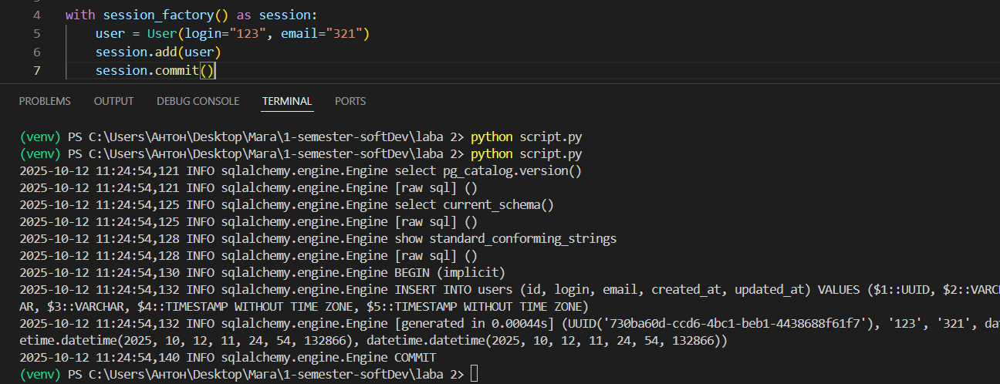 4 with session_factory() as session:
5 user = User(login="123", email="321")
6 session.add(user)
7 session.commit()
PROBLEMS OUTPUT DEBUG CONSOLE TERMINAL PORTS
(venv) PS C:\Users\Антон\Desktop\Мага\1-semester-softDev\laba 2> python script.py
(venv) PS C:\Users\Антон\Desktop\Мага\1-semester-softDev\laba 2> python script.py
2025-10-12 11:24:54,121 INFO sqlalchemy.engine.Engine select pg_catalog.version()
2025-10-12 11:24:54,121 INFO sqlalchemy.engine.Engine [raw sql] ()
2025-10-12 11:24:54,125 INFO sqlalchemy.engine.Engine select current_schema()
2025-10-12 11:24:54,125 INFO sqlalchemy.engine.Engine [raw sql] ()
2025-10-12 11:24:54,128 INFO sqlalchemy.engine.Engine show standard_conforming_strings
2025-10-12 11:24:54,128 INFO sqlalchemy.engine.Engine [raw sql] ()
2025-10-12 11:24:54,130 INFO sqlalchemy.engine.Engine BEGIN (implicit)
2025-10-12 11:24:54,132 INFO sqlalchemy.engine.Engine INSERT INTO users (id, login, email, created_at, updated_at) VALUES ($1::UUID, $2::VARCH
AR, $3::VARCHAR, $4::TIMESTAMP WITHOUT TIME ZONE, $5::TIMESTAMP WITHOUT TIME ZONE)
2025-10-12 11:24:54,132 INFO sqlalchemy.engine.Engine [generated in 0.00044s] (UUID('730ba60d-ccd6-4bc1-beb1-4438688f61f7'), '123', '321', dat
etime.datetime(2025, 10, 12, 11, 24, 54, 132866), datetime.datetime(2025, 10, 12, 11, 24, 54, 132866))
2025-10-12 11:24:54,140 INFO sqlalchemy.engine.Engine COMMIT
(venv) PS C:\Users\Антон\Desktop\Мага\1-semester-softDev\laba 2>